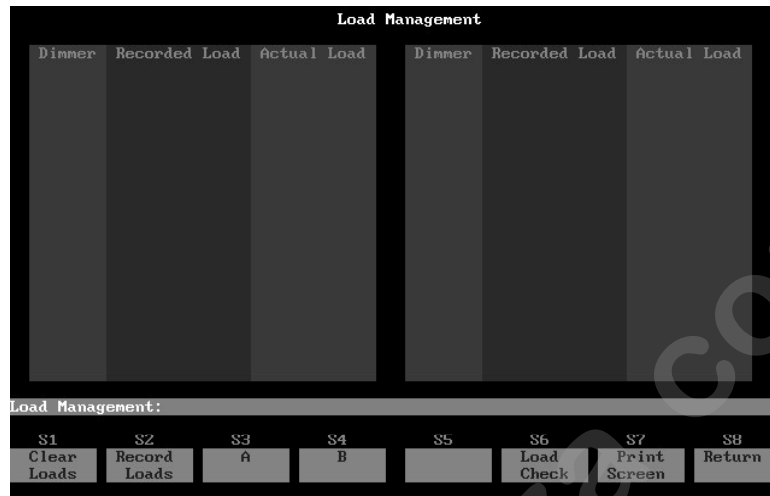 Load Management
Dimmer Recorded Load Actual Load Dimmer Recorded Load Actual Load
Load Management:
S1 S2 S3 S4 S5 S6 S7 S8
Clear Record A B Load Print Return
Loads Loads Check Screen